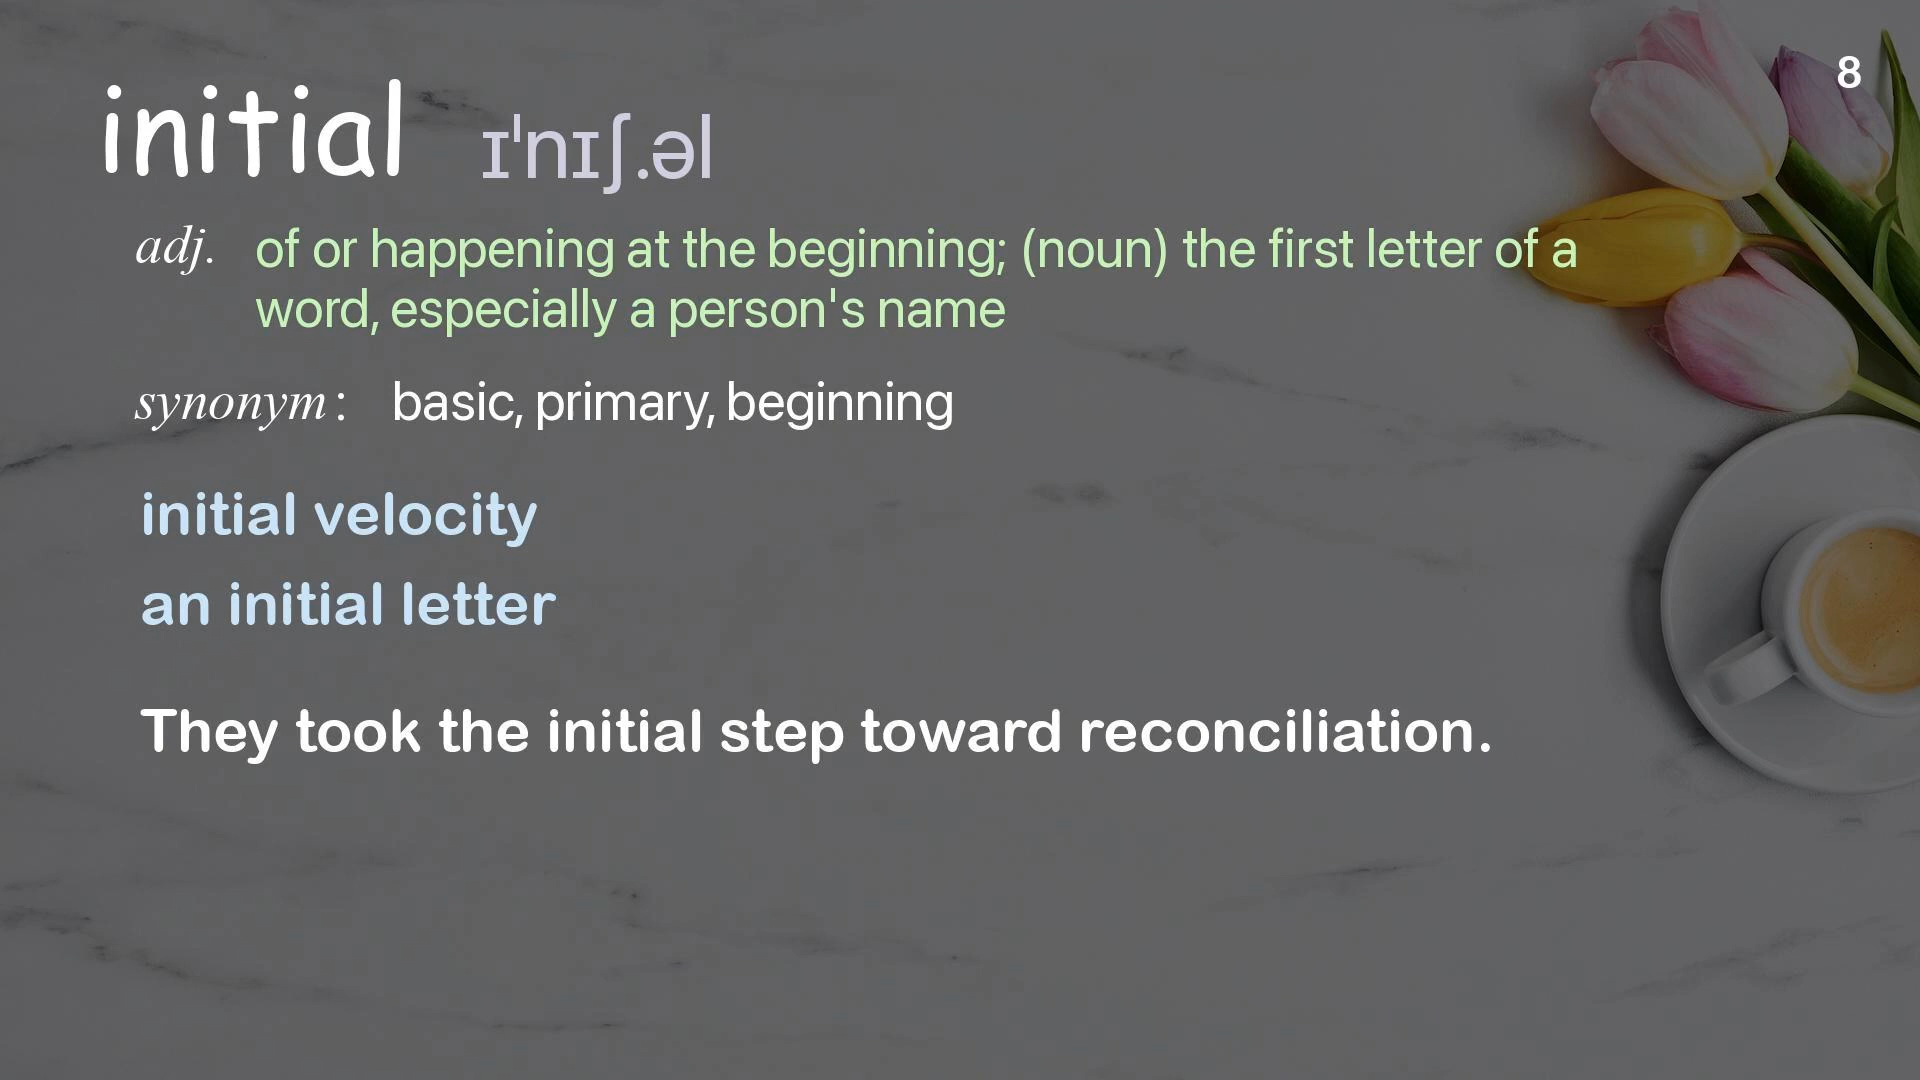 8
initial ɪˈnɪʃ.əl
adj. of or happening at the beginning; (noun) the first letter of a
word, especially a person's name
synonym: basic, primary, beginning
initial velocity
an initial letter
They took the initial step toward reconciliation.